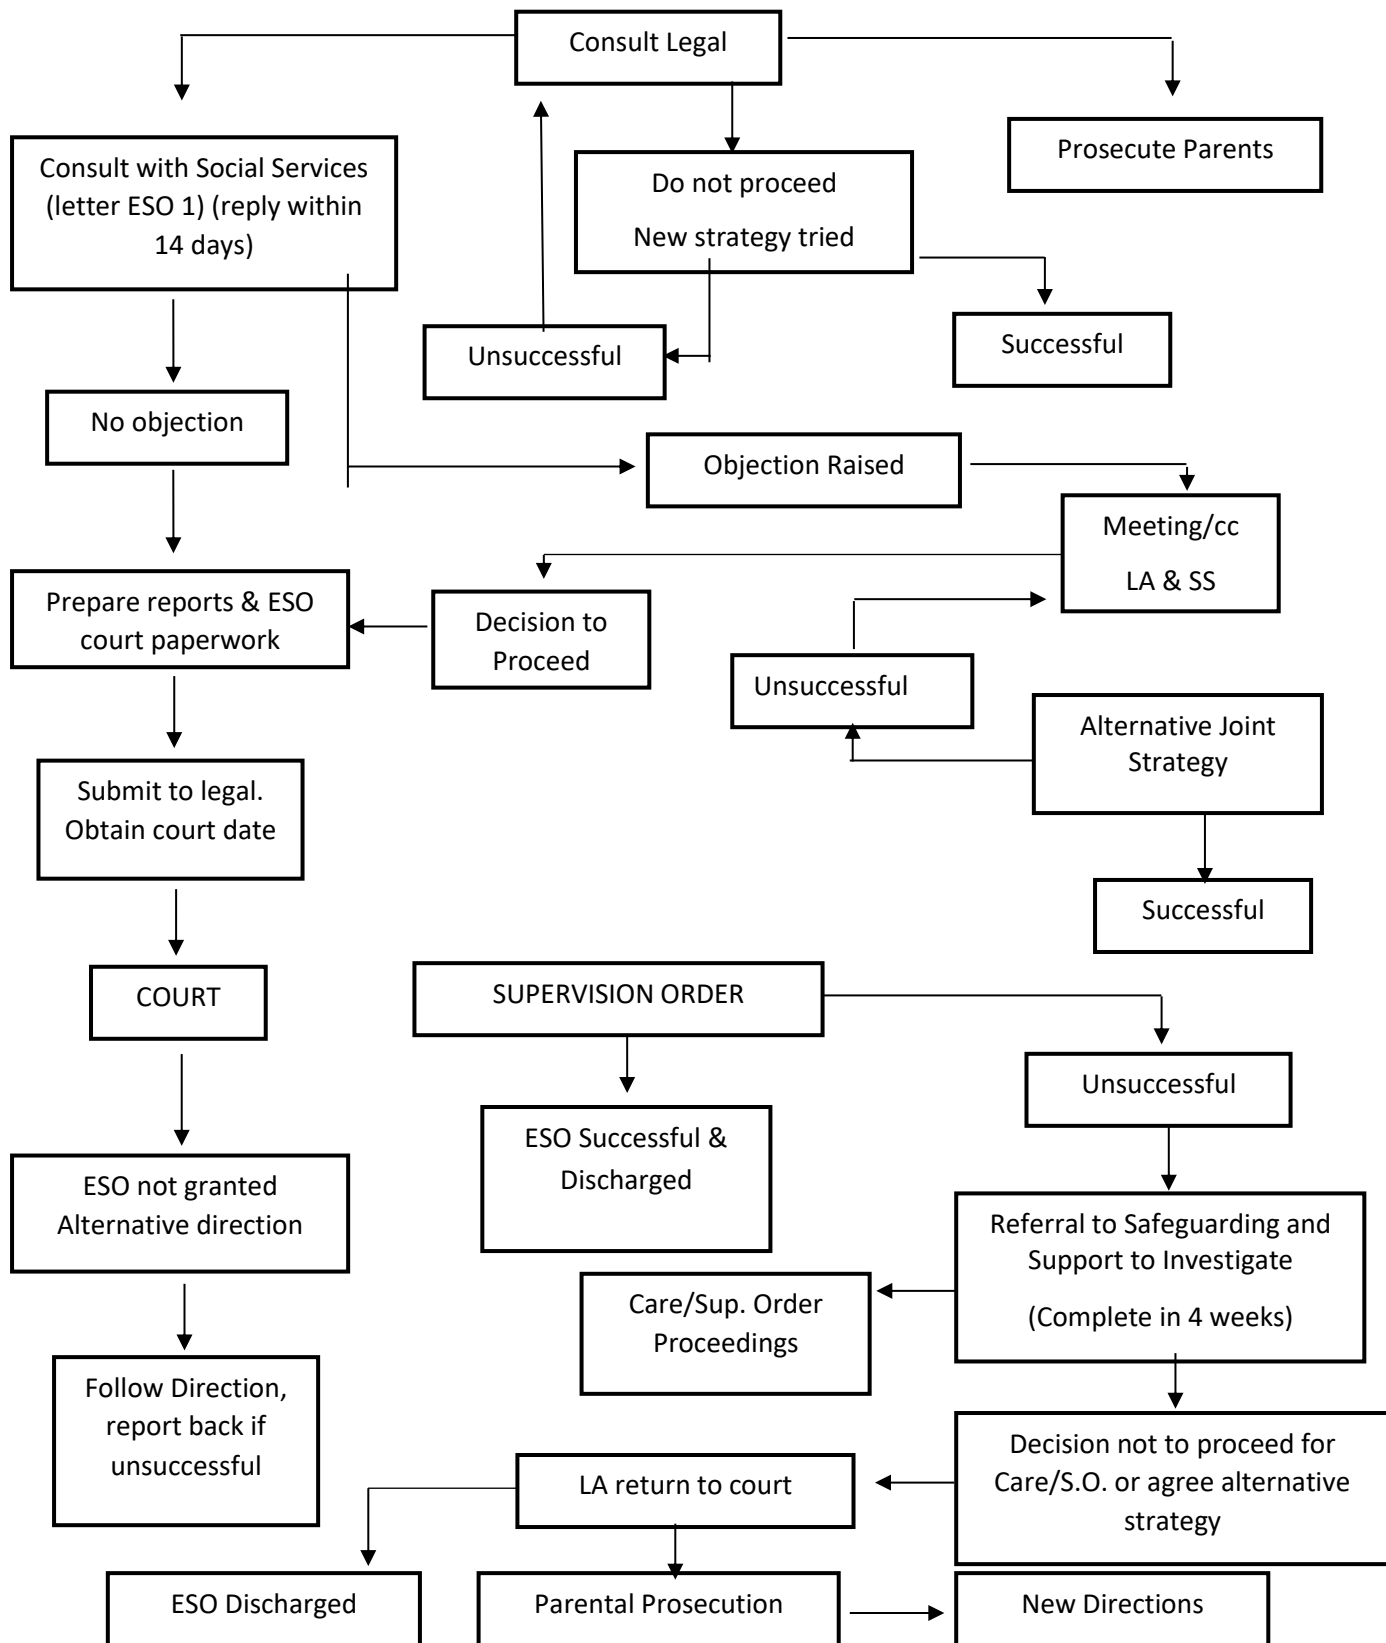 Consult Legal
Prosecute Parents
Consult with Social Services
(letter ESO 1) (reply within
14 days)
Do not proceed
New strategy tried
Unsuccessful
Successful
No objection
Objection Raised
Meeting/cc
LA & SS
Prepare reports & ESO
court paperwork
Decision to
Proceed
Unsuccessful
Alternative Joint
Strategy
Submit to legal.
Obtain court date
Successful
COURT
SUPERVISION ORDER
Unsuccessful
ESO Successful &
Discharged
ESO not granted
Alternative direction
Referral to Safeguarding and
Support to Investigate
(Complete in 4 weeks)
Care/Sup. Order
Proceedings
Follow Direction,
report back if
unsuccessful
Decision not to proceed for
Care/S.O. or agree alternative
strategy
LA return to court
ESO Discharged
Parental Prosecution
New Directions